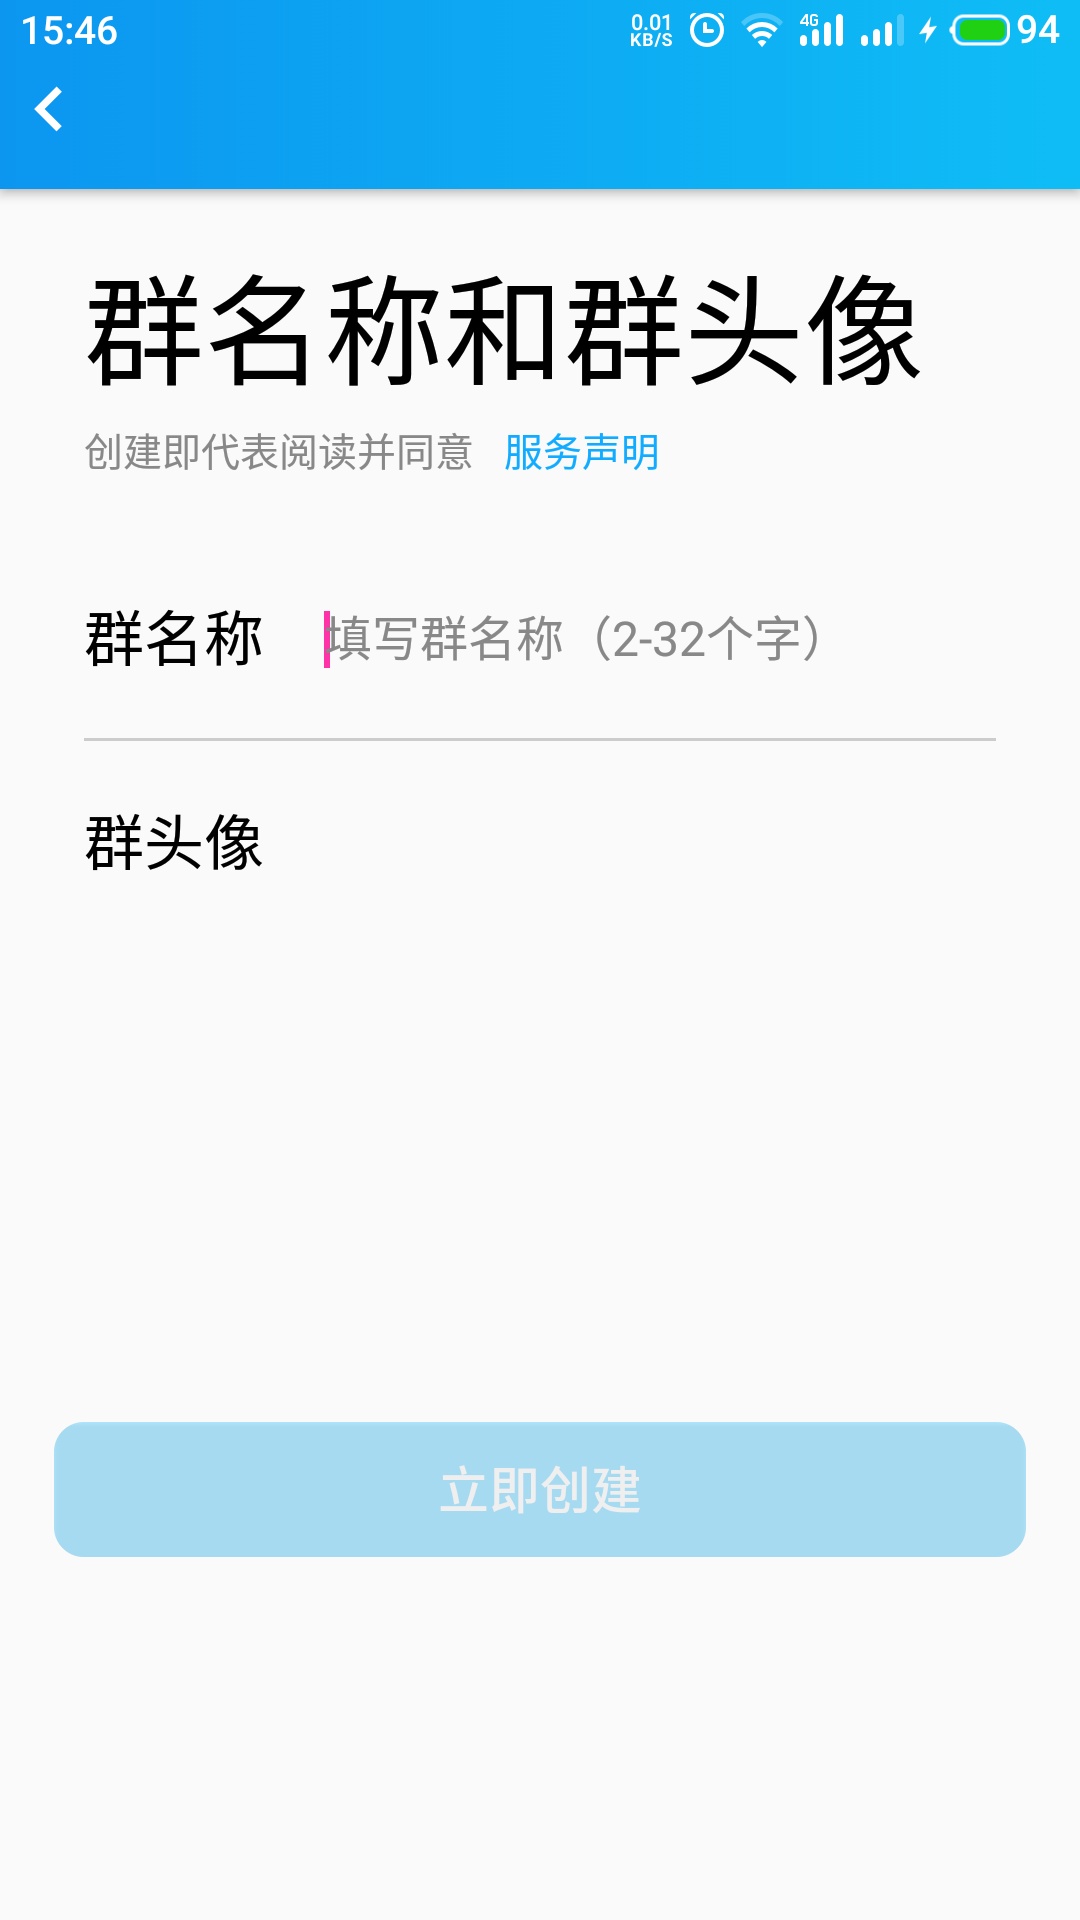 15:46 0.01 KB/S 4G 94
群名称和群头像
创建即代表阅读并同意 服务声明
群名称 填写群名称（2-32个字）
群头像
立即创建